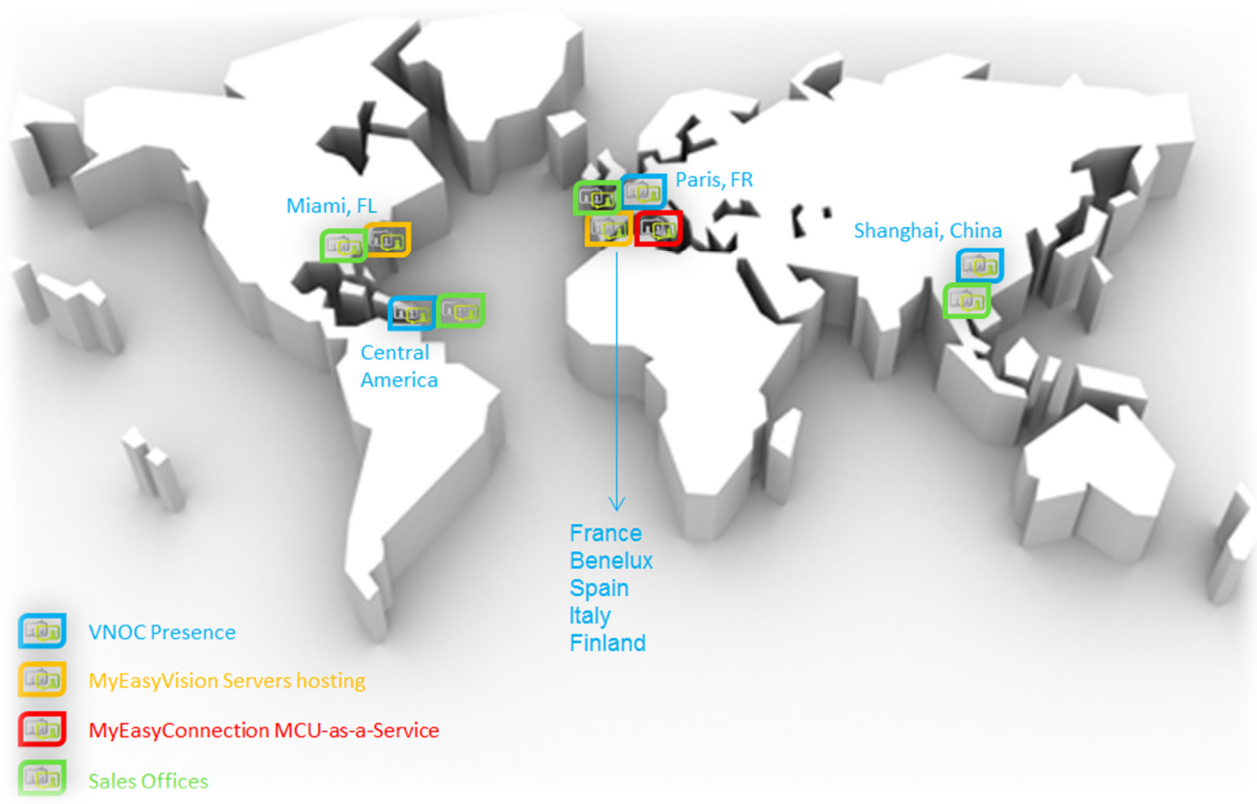 Paris, FR
Miami, FL
Shanghai, China
Central
America
France
Benelux
Spain
Italy
Finland
VNOC Presence
MyEasyVision Servers hosting
MyEasyConnection MCU-as-a-Service
Sales Offices